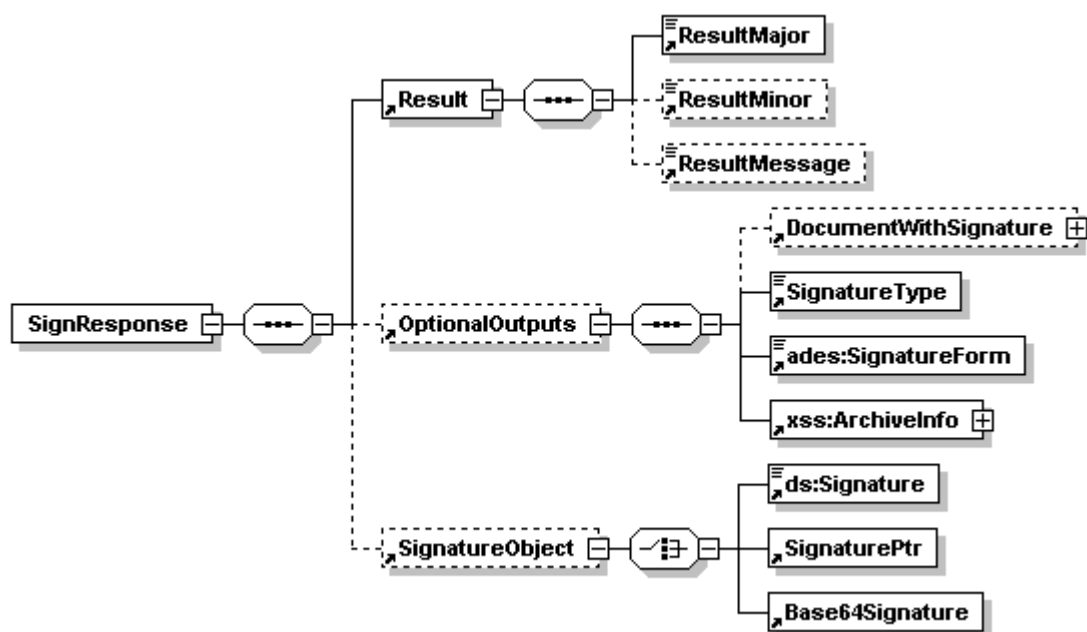 ResultMajor
Result
ResultMinor
ResultMessage
DocumentWithSignature
SignatureType
SignResponse
OptionalOutputs
ades:SignatureForm
xss:ArchiveInfo
ds:Signature
SignatureObject
SignaturePtr
Base64Signature